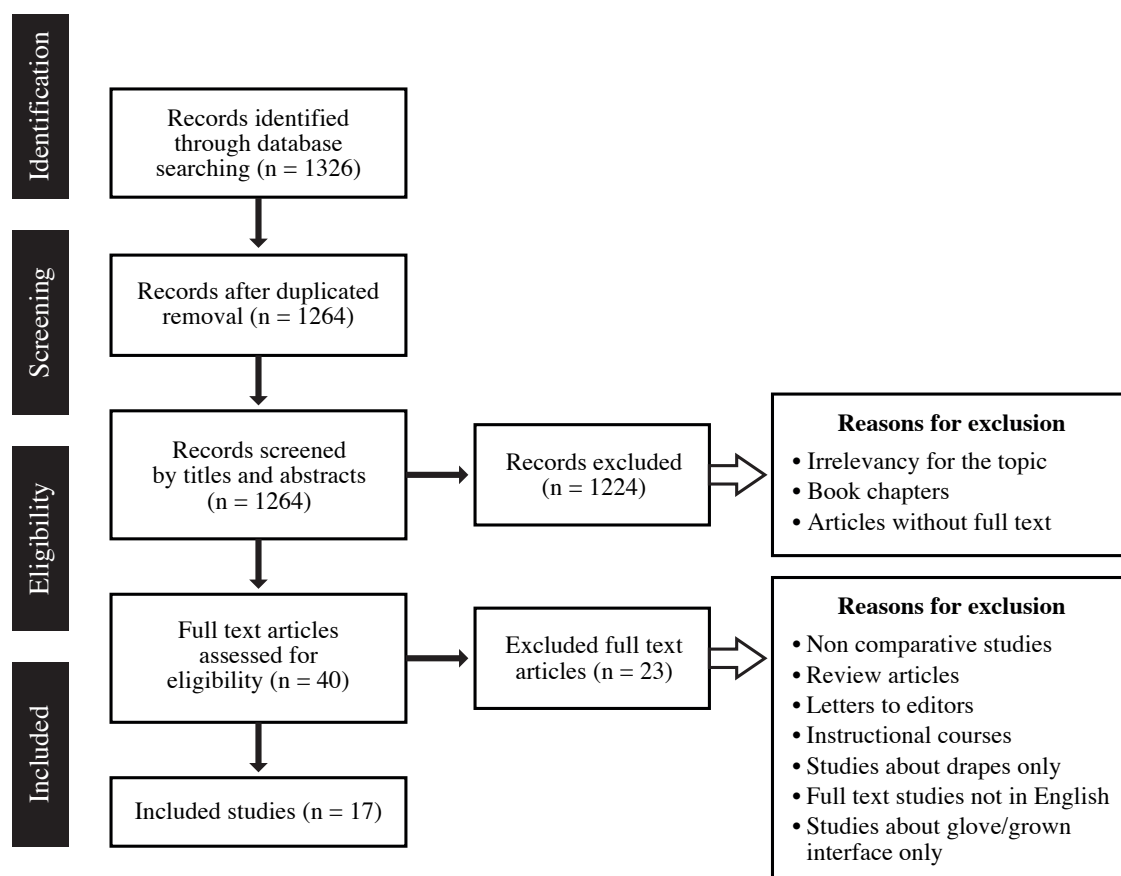 Identification
Records identified
through database
searching (n = 1326)
Screening
Records after duplicated
removal (n = 1264)
Eligibility
Records screened
by titles and abstracts
(n = 1264)
Records excluded
(n = 1224)
Reasons for exclusion
• Irrelevancy for the topic
• Book chapters
• Articles without full text
Full text articles
assessed for
eligibility (n = 40)
Excluded full text
articles (n = 23)
Reasons for exclusion
• Non comparative studies
• Review articles
• Letters to editors
• Instructional courses
• Studies about drapes only
• Full text studies not in English
• Studies about glove/grown
interface only
Included
Included studies (n = 17)